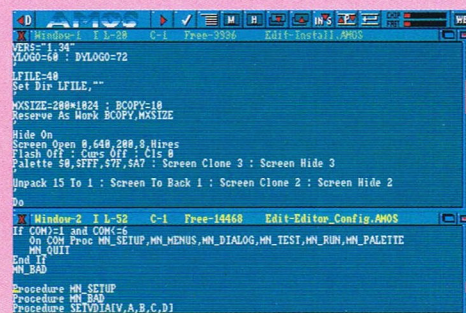 AMOS
M H INS
CHIP
FAST
WE
Window-1 I L-20 C-1 Free-3936 Edit-Install.AMOS
VERS="1.34"
YLOGO=60 : DYLOGO=72
LFILE=40
Set Dir LFILE,""
'
MXSIZE=200*1024 : BCOPY=10
Reserve As Work BCOPY,MXSIZE
'
Hide On
Screen Open 0,640,200,8,Hires
Flash Off : Curs Off : Cls 0
Palette $0,$FFF,$7F,$A7 : Screen Clone 3 : Screen Hide 3
'
Unpack 15 To 1 : Screen To Back 1 : Screen Clone 2 : Screen Hide 2
'
Do
Window-2 I L-52 C-1 Free-14468 Edit-Editor_Config.AMOS
If COM>=1 and COM<=6
On COM Proc MN_SETUP,MN_MENUS,MN_DIALOG,MN_TEST,MN_RUN,MN_PALETTE
MN_QUIT
End If
MN_BAD
Procedure MN_SETUP
Procedure MN_BAD
Procedure SETVDIA[V,A,B,C,D]